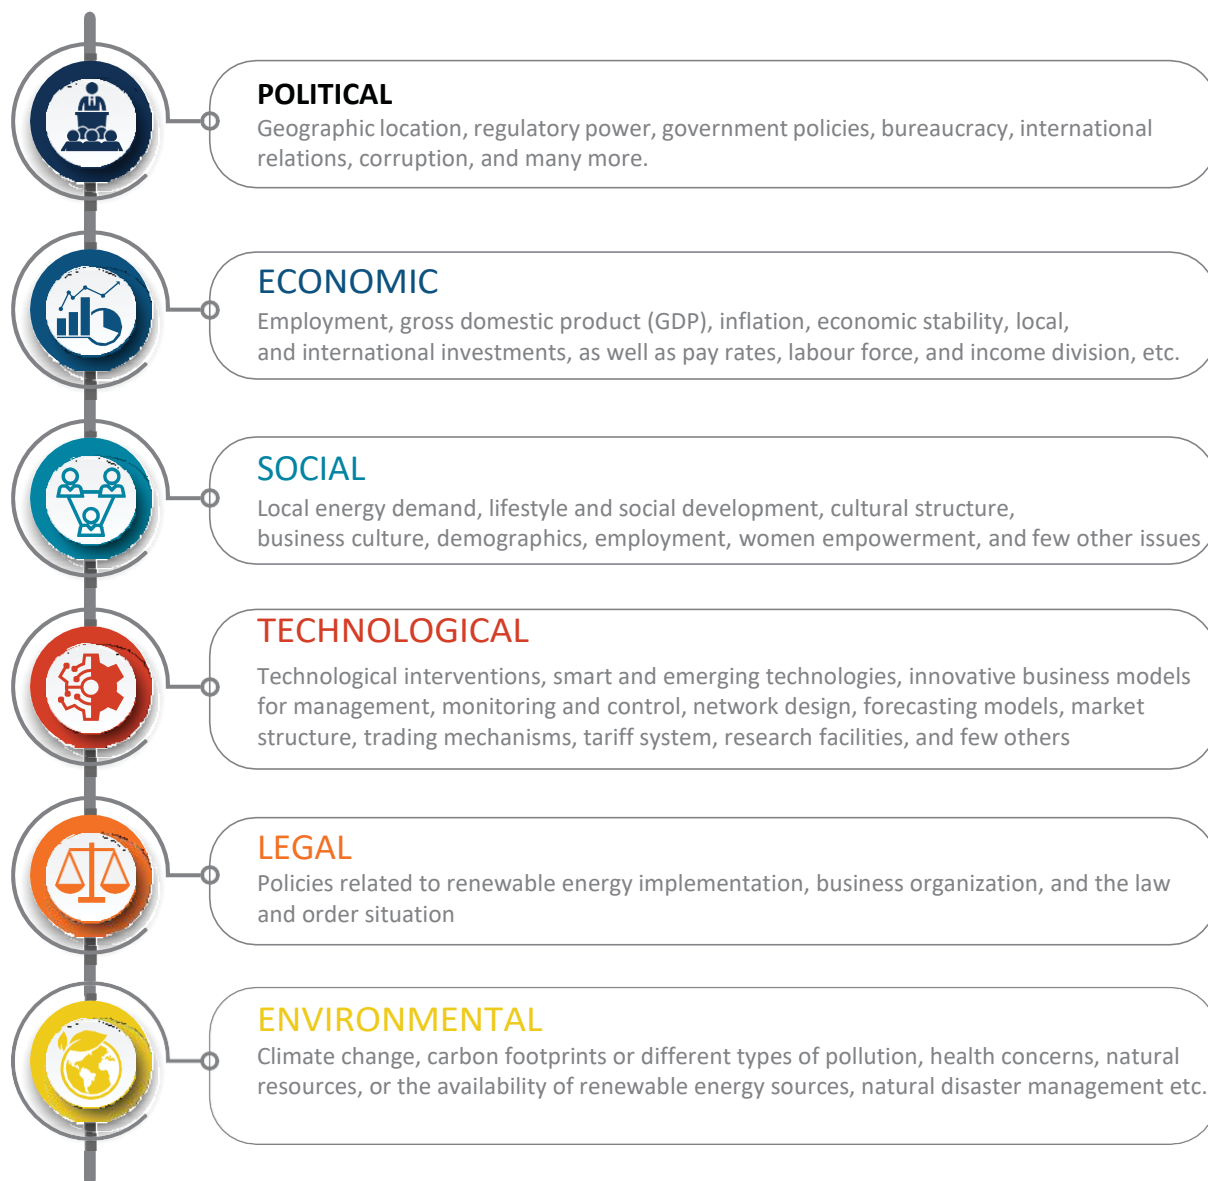 POLITICAL
Geographic location, regulatory power, government policies, bureaucracy, international
relations, corruption, and many more.
ECONOMIC
Employment, gross domestic product (GDP), inflation, economic stability, local,
and international investments, as well as pay rates, labour force, and income division, etc.
SOCIAL
Local energy demand, lifestyle and social development, cultural structure,
business culture, demographics, employment, women empowerment, and few other issues
TECHNOLOGICAL
Technological interventions, smart and emerging technologies, innovative business models
for management, monitoring and control, network design, forecasting models, market
structure, trading mechanisms, tariff system, research facilities, and few others
LEGAL
Policies related to renewable energy implementation, business organization, and the law
and order situation
ENVIRONMENTAL
Climate change, carbon footprints or different types of pollution, health concerns, natural
resources, or the availability of renewable energy sources, natural disaster management etc.